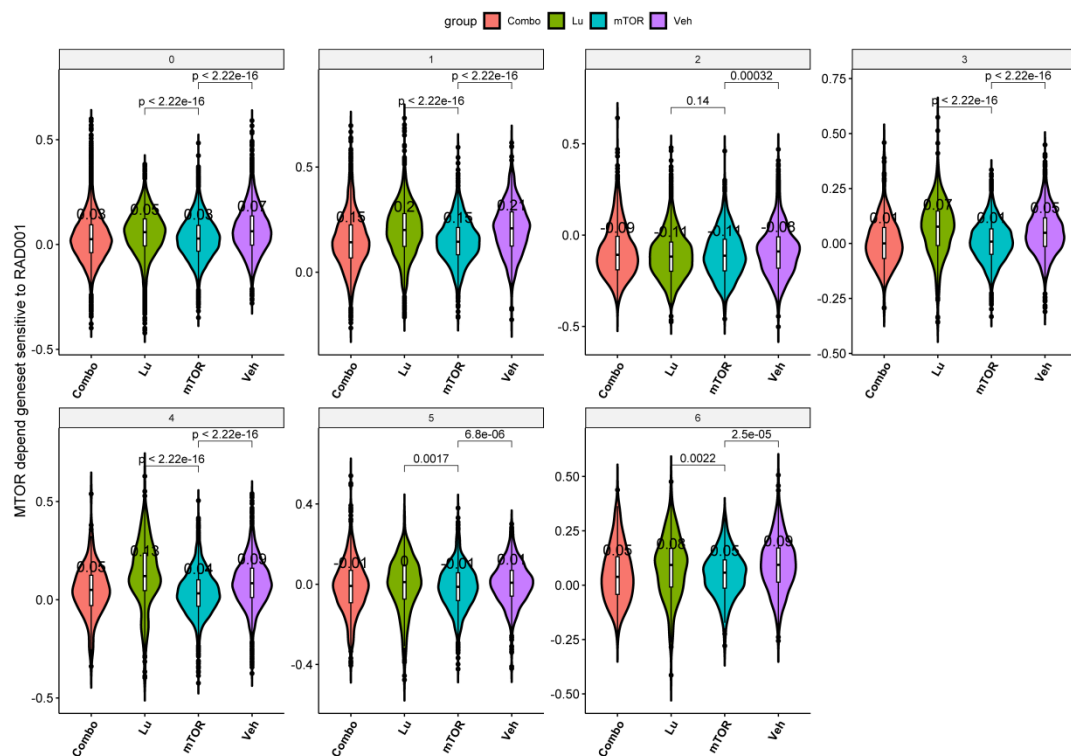 group Combo Lu mTOR Veh
MTOR depend geneset sensitive to RAD001
0
p < 2.22e-16
p < 2.22e-16
0.5
0.0
-0.5
0.03 0.05 0.03 0.07
Combo Lu mTOR Veh
1
p < 2.22e-16
p < 2.22e-16
0.5
0.0
0.15 0.2 0.15 0.21
Combo Lu mTOR Veh
2
0.00032
0.14
0.5
-0.0
-0.5
-0.09 -0.11 -0.11 -0.08
Combo Lu mTOR Veh
3
p < 2.22e-16
p < 2.22e-16
0.75
0.50
0.25
0.00
-0.25
-0.50
0.01 0.07 0.01 0.05
Combo Lu mTOR Veh
4
p < 2.22e-16
p < 2.22e-16
0.5
0.0
-0.5
0.05 0.13 0.04 0.09
Combo Lu mTOR Veh
5
6.8e-06
0.0017
0.4
0.0
-0.4
-0.01 0 -0.01 0.01
Combo Lu mTOR Veh
6
2.5e-05
0.0022
0.50
0.25
0.00
-0.25
-0.50
0.05 0.08 0.05 0.09
Combo Lu mTOR Veh